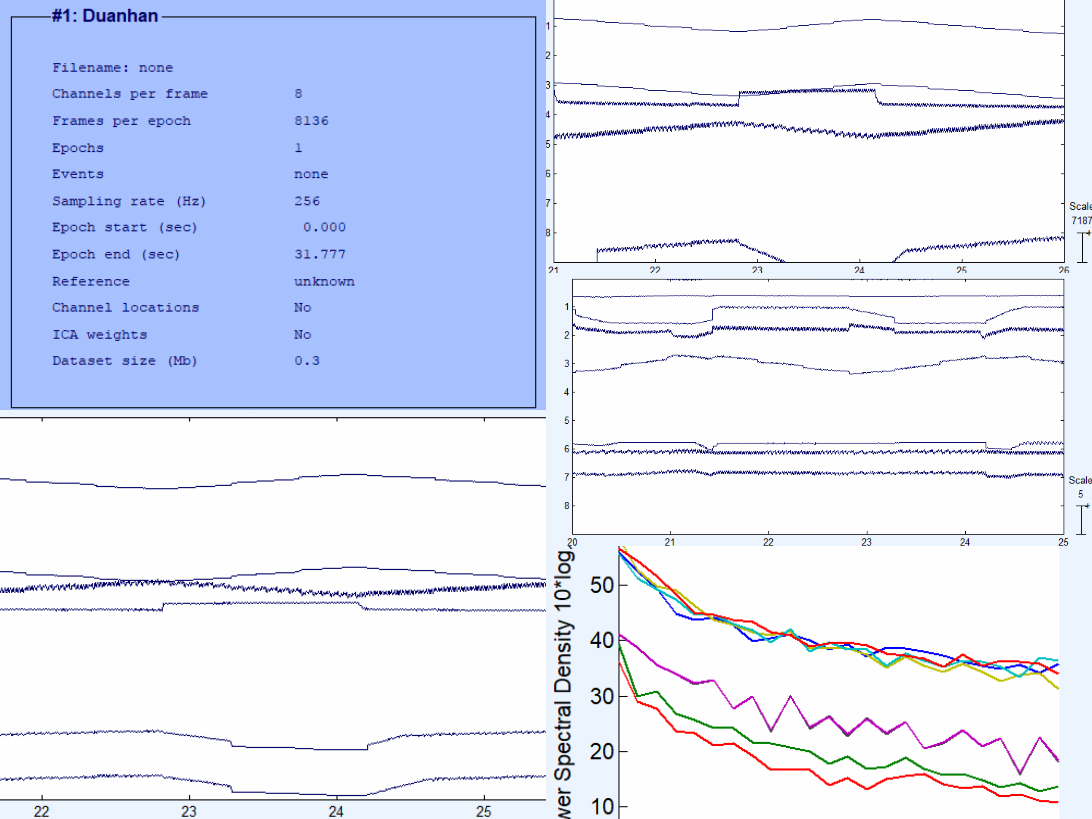 #1: Duanhan
Filename: none
Channels per frame 8
Frames per epoch 8136
Epochs 1
Events none
Sampling rate (Hz) 256
Epoch start (sec) 0.000
Epoch end (sec) 31.777
Reference unknown
Channel locations No
ICA weights No
Dataset size (Mb) 0.3
1
2
3
4
5
6
7
8
21 22 23 24 25 26
Scale
7187
+
1
2
3
4
5
6
7
8
20 21 22 23 24 25
Scale
5
+
22 23 24 25
wer Spectral Density 10*log
50
40
30
20
10